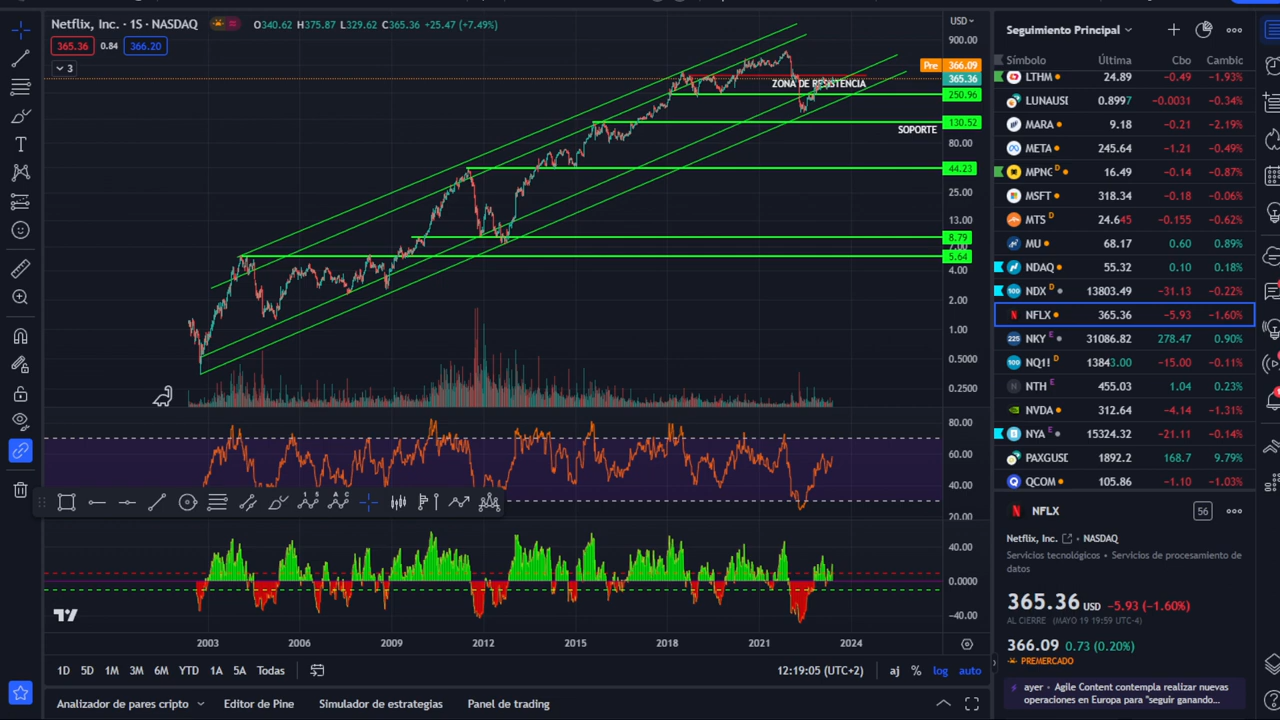 Netflix, Inc. · 1S · NASDAQ
O340.62 H375.87 L329.62 C365.36 +25.47 (+7.49%)
365.36 0.84 366.20
3
USD
900.00
Pre 366.09
365.36
250.96
130.52
80.00
44.23
25.00
13.00
8.79
7.00
5.64
4.00
2.00
1.00
0.5000
0.2500
ZONA DE RESISTENCIA
SOPORTE
80.00
60.00
40.00
20.00
40.00
0.0000
-40.00
2003 2006 2009 2012 2015 2018 2021 2024
1D 5D 1M 3M 6M YTD 1A 5A Todas
12:19:05 (UTC+2) aj % log auto
Analizador de pares cripto Editor de Pine Simulador de estrategias Panel de trading
Seguimiento Principal
Símbolo Última Cbo Cambio
LTHM 24.89 -0.49 -1.93%
LUNAUSI 0.8997 -0.0031 -0.34%
MARA 9.18 -0.21 -2.19%
META 245.64 -1.21 -0.49%
MPNC D 16.49 -0.14 -0.87%
MSFT 318.34 -0.18 -0.06%
MTS D 24.645 -0.155 -0.62%
MU 68.17 0.60 0.89%
NDAQ 55.32 0.10 0.18%
NDX D 13803.49 -31.13 -0.22%
NFLX 365.36 -5.93 -1.60%
NKY E 31086.82 278.47 0.90%
NQ1! D 13843.00 -15.00 -0.11%
NTH E 455.03 1.04 0.23%
NVDA 312.64 -4.14 -1.31%
NYA E 15324.32 -21.11 -0.14%
PAXGUSI 1892.2 168.7 9.79%
QCOM 105.86 -1.10 -1.03%
NFLX 56
Netflix, Inc. · NASDAQ
Servicios tecnológicos · Servicios de procesamiento de
datos
365.36 USD -5.93 (-1.60%)
AL CIERRE (MAYO 19 19:59 UTC-4)
366.09 0.73 (0.20%)
PREMERCADO
ayer · Agile Content contempla realizar nuevas
operaciones en Europa para "seguir ganando...